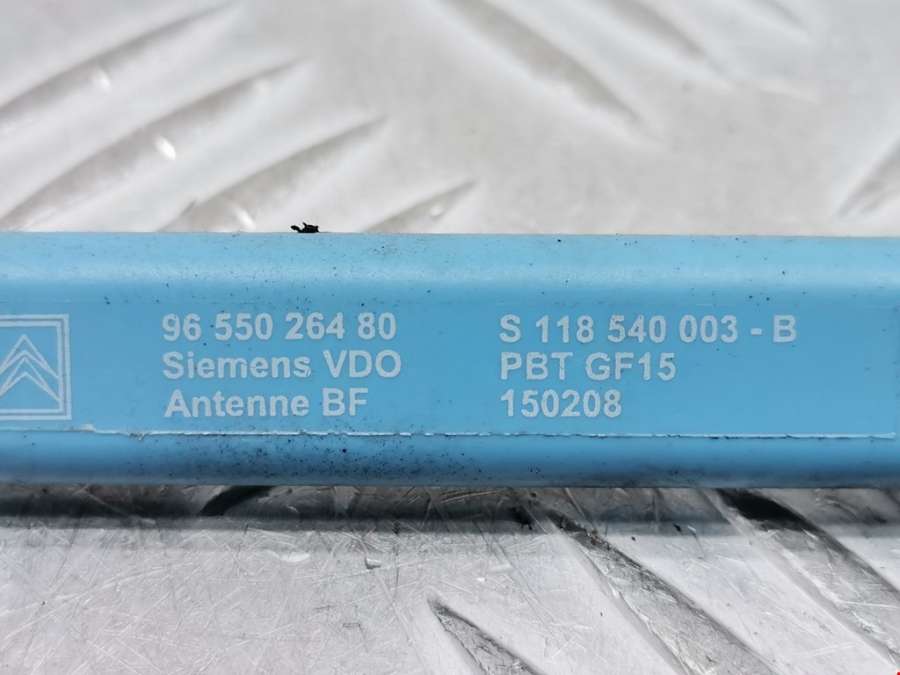 96 550 264 80
Siemens VDO
Antenne BF
S 118 540 003 - B
PBT GF15
150208